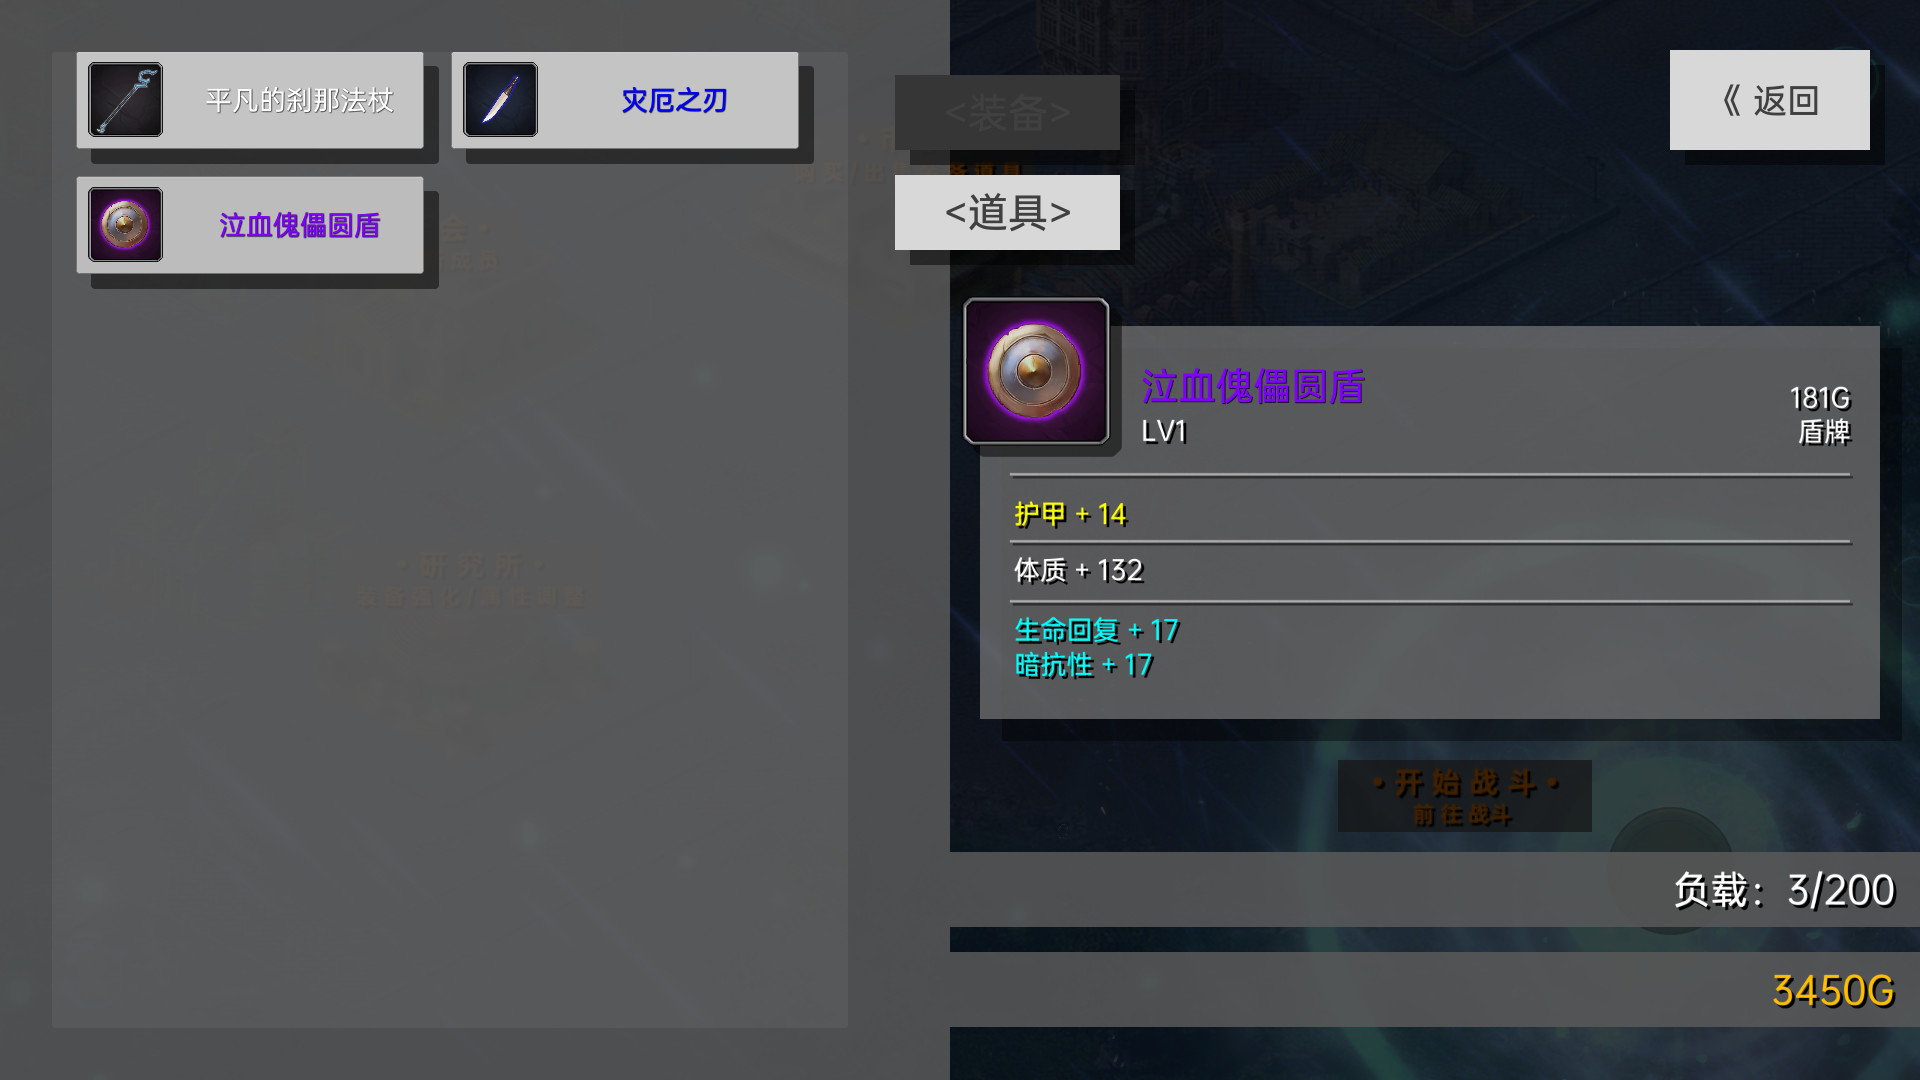 平凡的刹那法杖
灾厄之刃
泣血傀儡圆盾
<装备>
<道具>
《 返回
泣血傀儡圆盾
LV1
181G
盾牌
护甲 + 14
体质 + 132
生命回复 + 17
暗抗性 + 17
·研究所·
·开始战斗·
前往战斗
负载：3/200
3450G